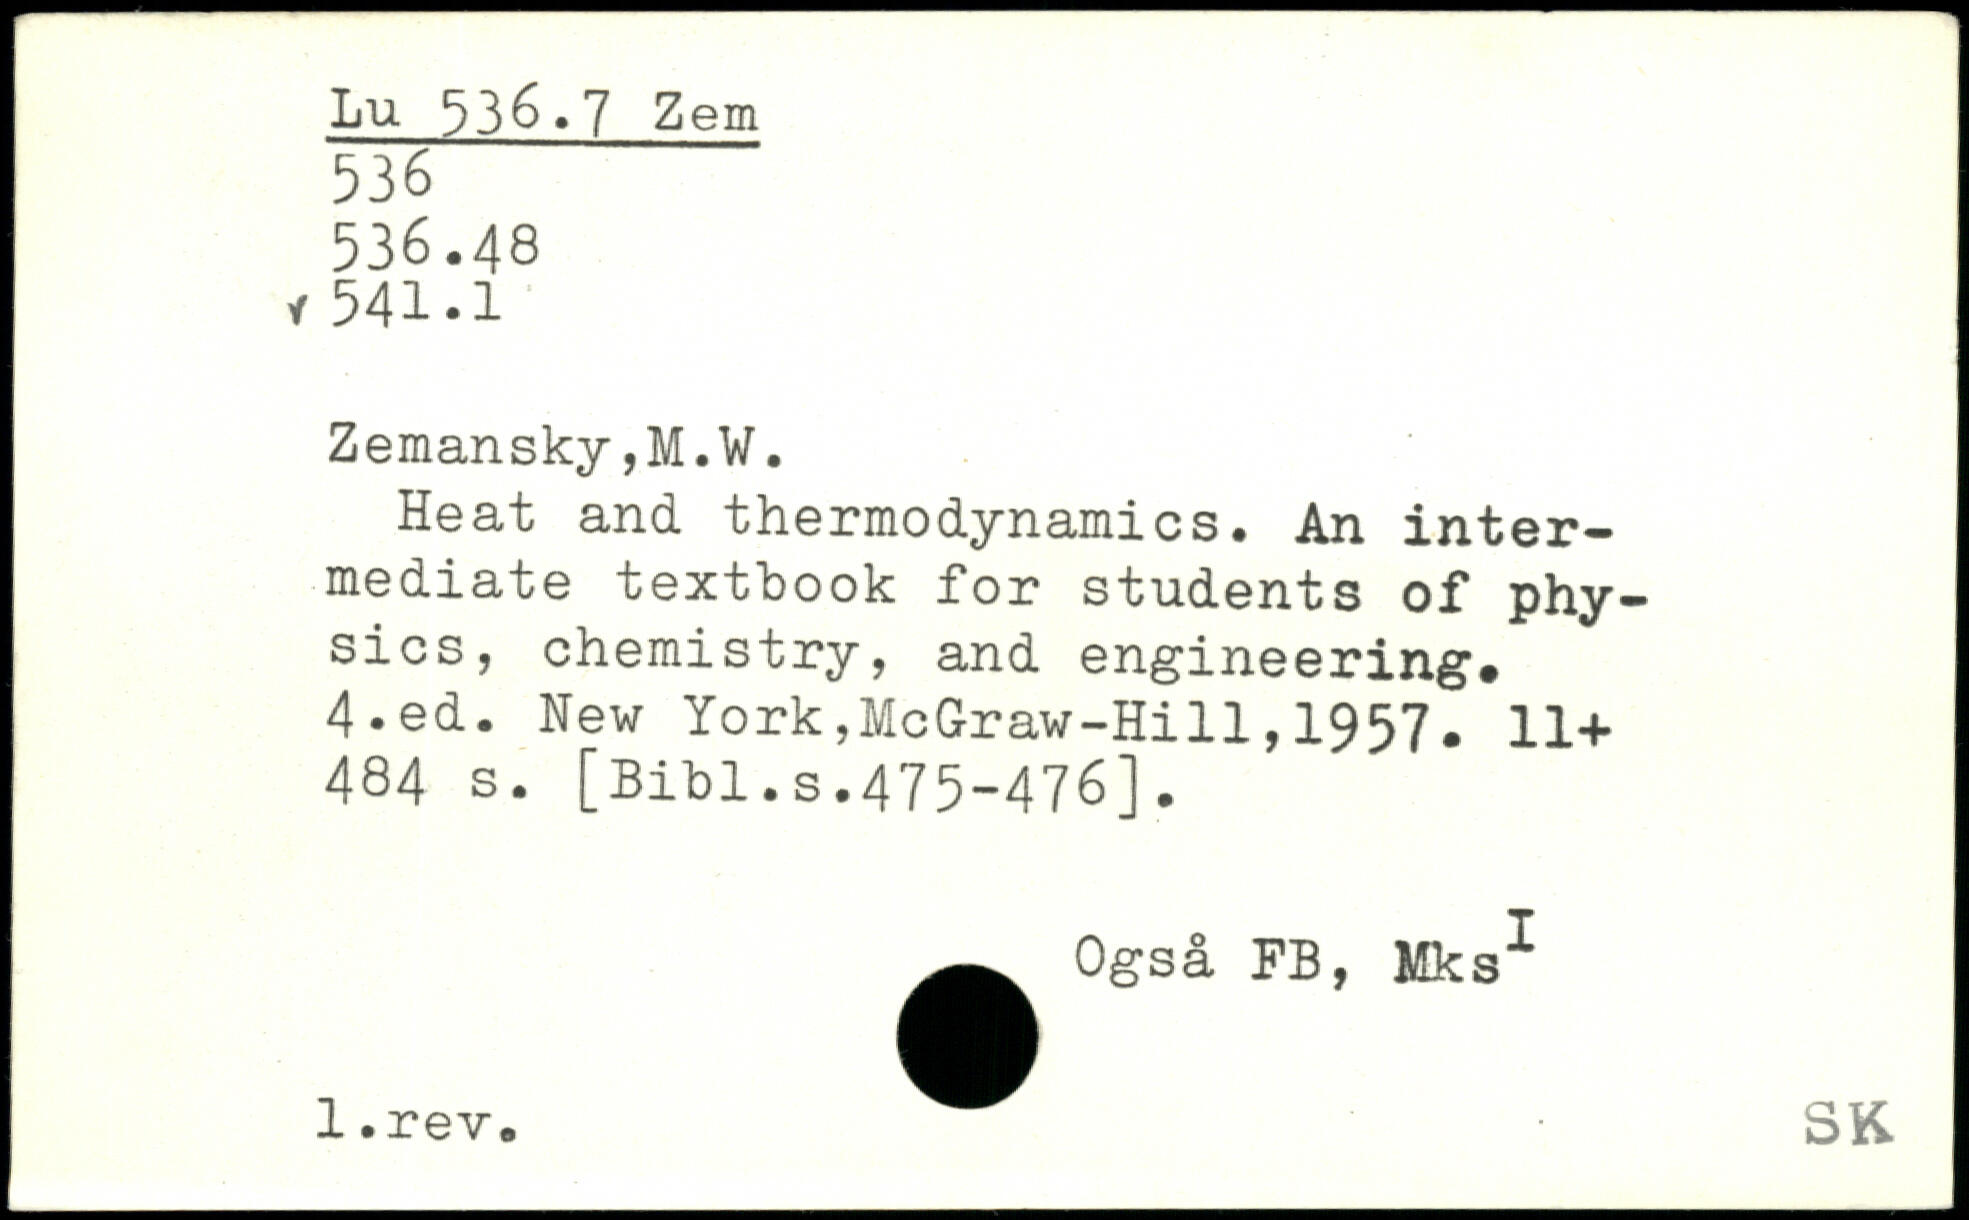 Lu 536.7 Zem
536
536.48
✓ 541.1
Zemansky,M.W.
Heat and thermodynamics. An inter-
mediate textbook for students of phy-
sics, chemistry, and engineering.
4.ed. New York,McGraw-Hill,1957. 11+
484 s. [Bibl.s.475-476].
Også FB, Mks^I
1.rev.
SK